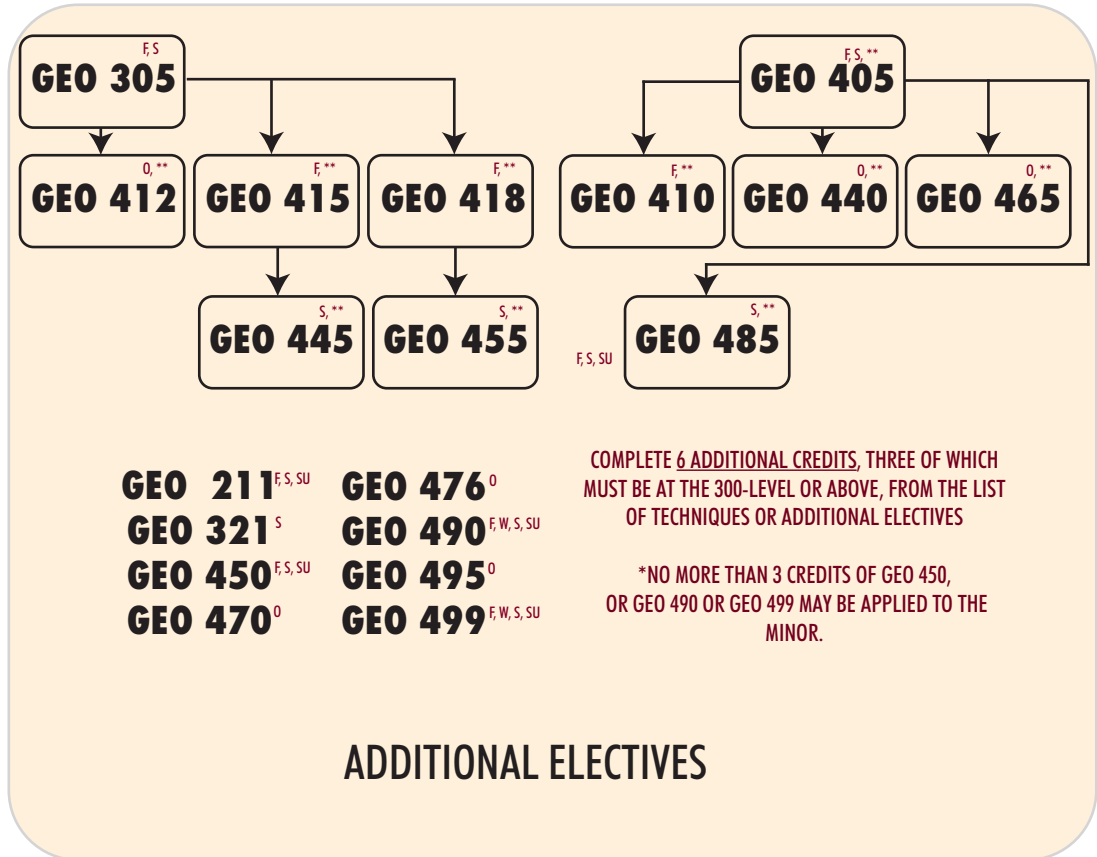 F, S
GEO 305
F, S, **
GEO 405
O, **
GEO 412
F, **
GEO 415
F, **
GEO 418
F, **
GEO 410
O, **
GEO 440
O, **
GEO 465
S, **
GEO 445
S, **
GEO 455
F, S, SU
S, **
GEO 485
GEO 211 F, S, SU
GEO 321 S
GEO 450 F, S, SU
GEO 470 O
GEO 476 O
GEO 490 F, W, S, SU
GEO 495 O
GEO 499 F, W, S, SU
COMPLETE 6 ADDITIONAL CREDITS, THREE OF WHICH
MUST BE AT THE 300-LEVEL OR ABOVE, FROM THE LIST
OF TECHNIQUES OR ADDITIONAL ELECTIVES
*NO MORE THAN 3 CREDITS OF GEO 450,
OR GEO 490 OR GEO 499 MAY BE APPLIED TO THE
MINOR.
ADDITIONAL ELECTIVES